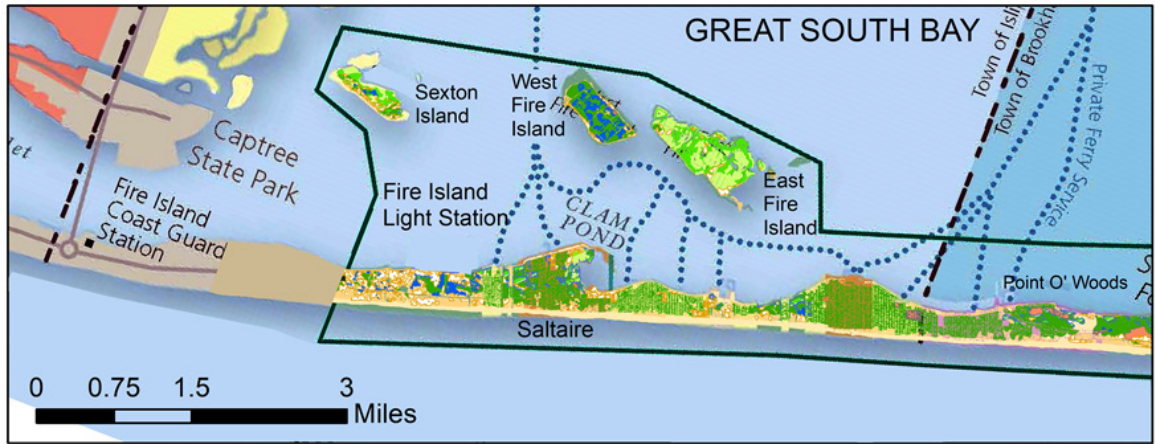 GREAT SOUTH BAY
Town of Islip
Town of Brookh
Private Ferry Service
Sexton
Island
West
Fire
Island
Captree
State Park
let
Fire Island
Coast Guard
Station
Fire Island
Light Station
CLAM
POND
East
Fire
Island
Point O' Woods
S
Saltaire
0 0.75 1.5 3
Miles